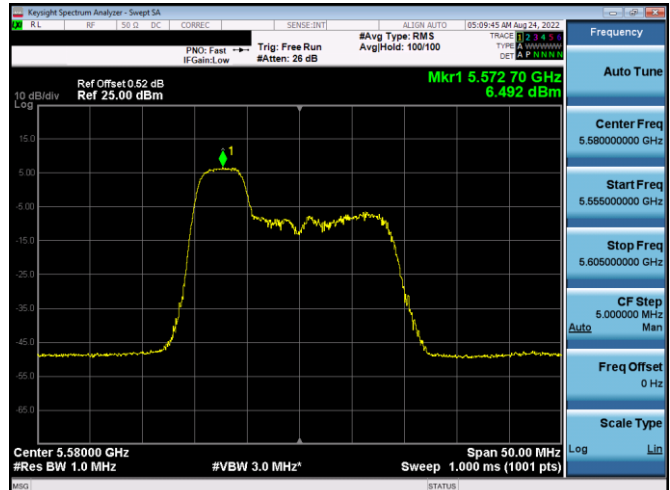 Keysight Spectrum Analyzer - Swept SA
RL RF 50 Ω DC CORREC SENSE:INT ALIGN AUTO 05:09:45 AM Aug 24, 2022
PNO: Fast
IFGain:Low
Trig: Free Run
#Atten: 26 dB
#Avg Type: RMS
Avg|Hold: 100/100
TRACE 1 2 3 4 5 6
TYPE A WWWWW
DET A P N N N N
Mkr1 5.572 70 GHz
6.492 dBm
Ref Offset 0.52 dB
Ref 25.00 dBm
10 dB/div
Log
15.0
5.00
-5.00
-15.0
-25.0
-35.0
-45.0
-55.0
-65.0
1
Center 5.58000 GHz
Span 50.00 MHz
#Res BW 1.0 MHz
#VBW 3.0 MHz*
Sweep 1.000 ms (1001 pts)
MSG
STATUS
Frequency
Auto Tune
Center Freq
5.580000000 GHz
Start Freq
5.555000000 GHz
Stop Freq
5.605000000 GHz
CF Step
5.000000 MHz
Auto Man
Freq Offset
0 Hz
Scale Type
Log Lin